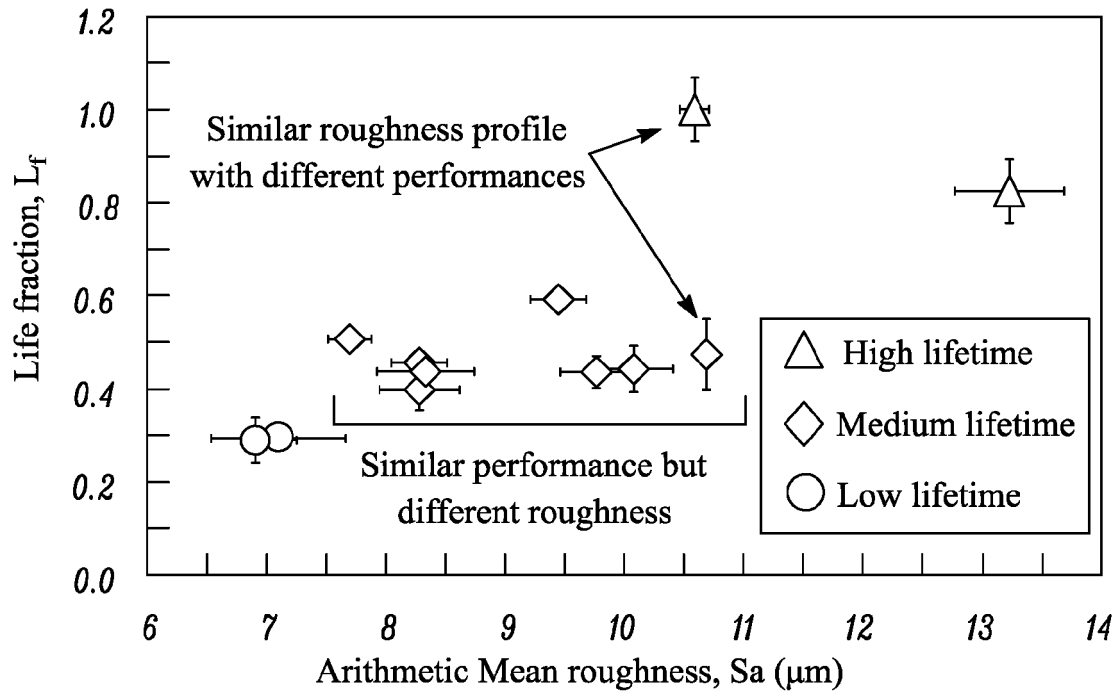 1.2
1.0
0.8
0.6
0.4
0.2
0.0
Life fraction, L_f
Similar roughness profile
with different performances
Similar performance but
different roughness
High lifetime
Medium lifetime
Low lifetime
6 7 8 9 10 11 12 13 14
Arithmetic Mean roughness, Sa (μm)